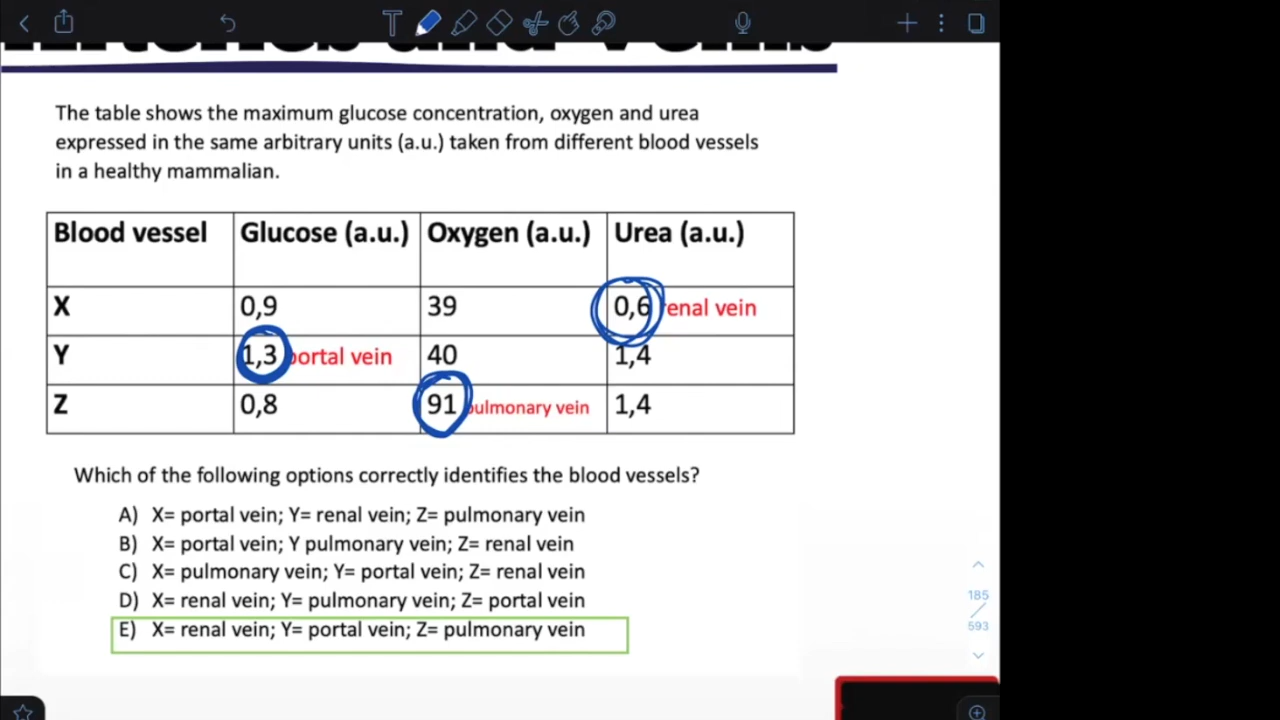 The table shows the maximum glucose concentration, oxygen and urea
expressed in the same arbitrary units (a.u.) taken from different blood vessels
in a healthy mammalian.
Blood vessel Glucose (a.u.) Oxygen (a.u.) Urea (a.u.)
X 0,9 39 0,6 renal vein
Y 1,3 portal vein 40 1,4
Z 0,8 91 pulmonary vein 1,4
Which of the following options correctly identifies the blood vessels?
A) X= portal vein; Y= renal vein; Z= pulmonary vein
B) X= portal vein; Y pulmonary vein; Z= renal vein
C) X= pulmonary vein; Y= portal vein; Z= renal vein
D) X= renal vein; Y= pulmonary vein; Z= portal vein
E) X= renal vein; Y= portal vein; Z= pulmonary vein
185
593